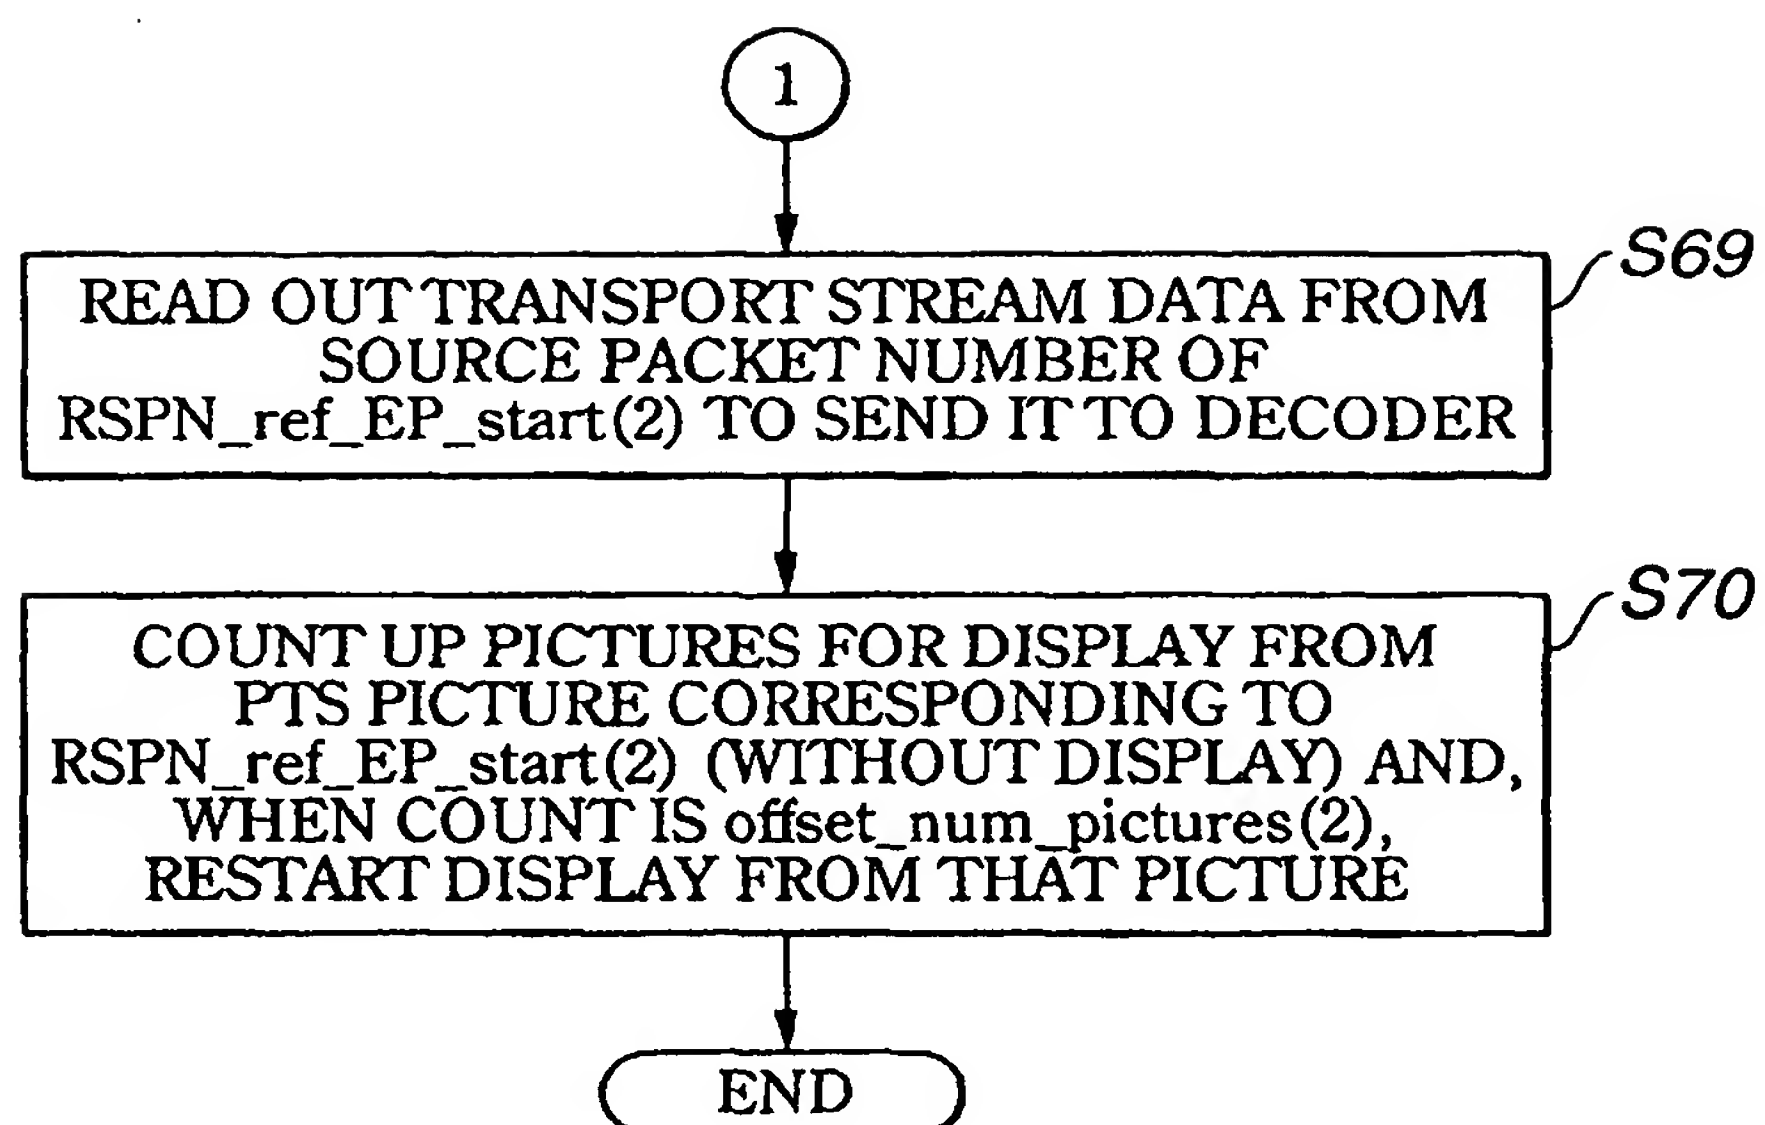 1
S69
READ OUT TRANSPORT STREAM DATA FROM
SOURCE PACKET NUMBER OF
RSPN_ref_EP_start(2) TO SEND IT TO DECODER
S70
COUNT UP PICTURES FOR DISPLAY FROM
PTS PICTURE CORRESPONDING TO
RSPN_ref_EP_start(2) (WITHOUT DISPLAY) AND,
WHEN COUNT IS offset_num_pictures(2),
RESTART DISPLAY FROM THAT PICTURE
END